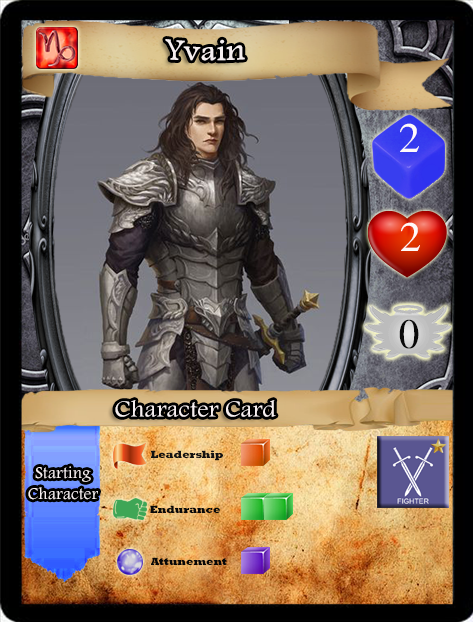 Yvain
2
2
0
Character Card
Starting
Character
Leadership
Endurance
Attunement
FIGHTER